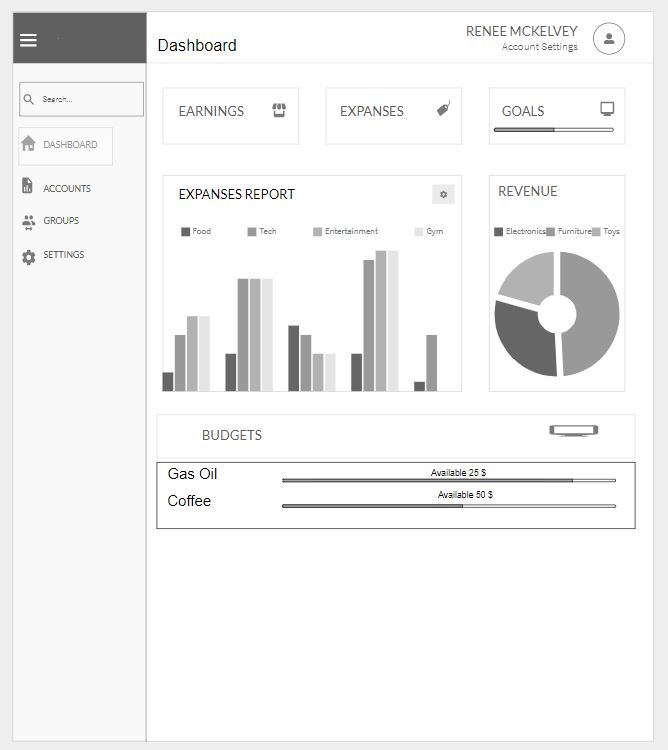 RENEE MCKELVEY
Dashboard
Account Settings
Search...
EARNINGS
EXPANSES
GOALS
DASHBOARD
ACCOUNTS
GROUPS
SETTINGS
EXPANSES REPORT
Food Tech Entertainment Gym
REVENUE
Electronics Furniture Toys
BUDGETS
Gas Oil
Available 25 $
Coffee
Available 50 $